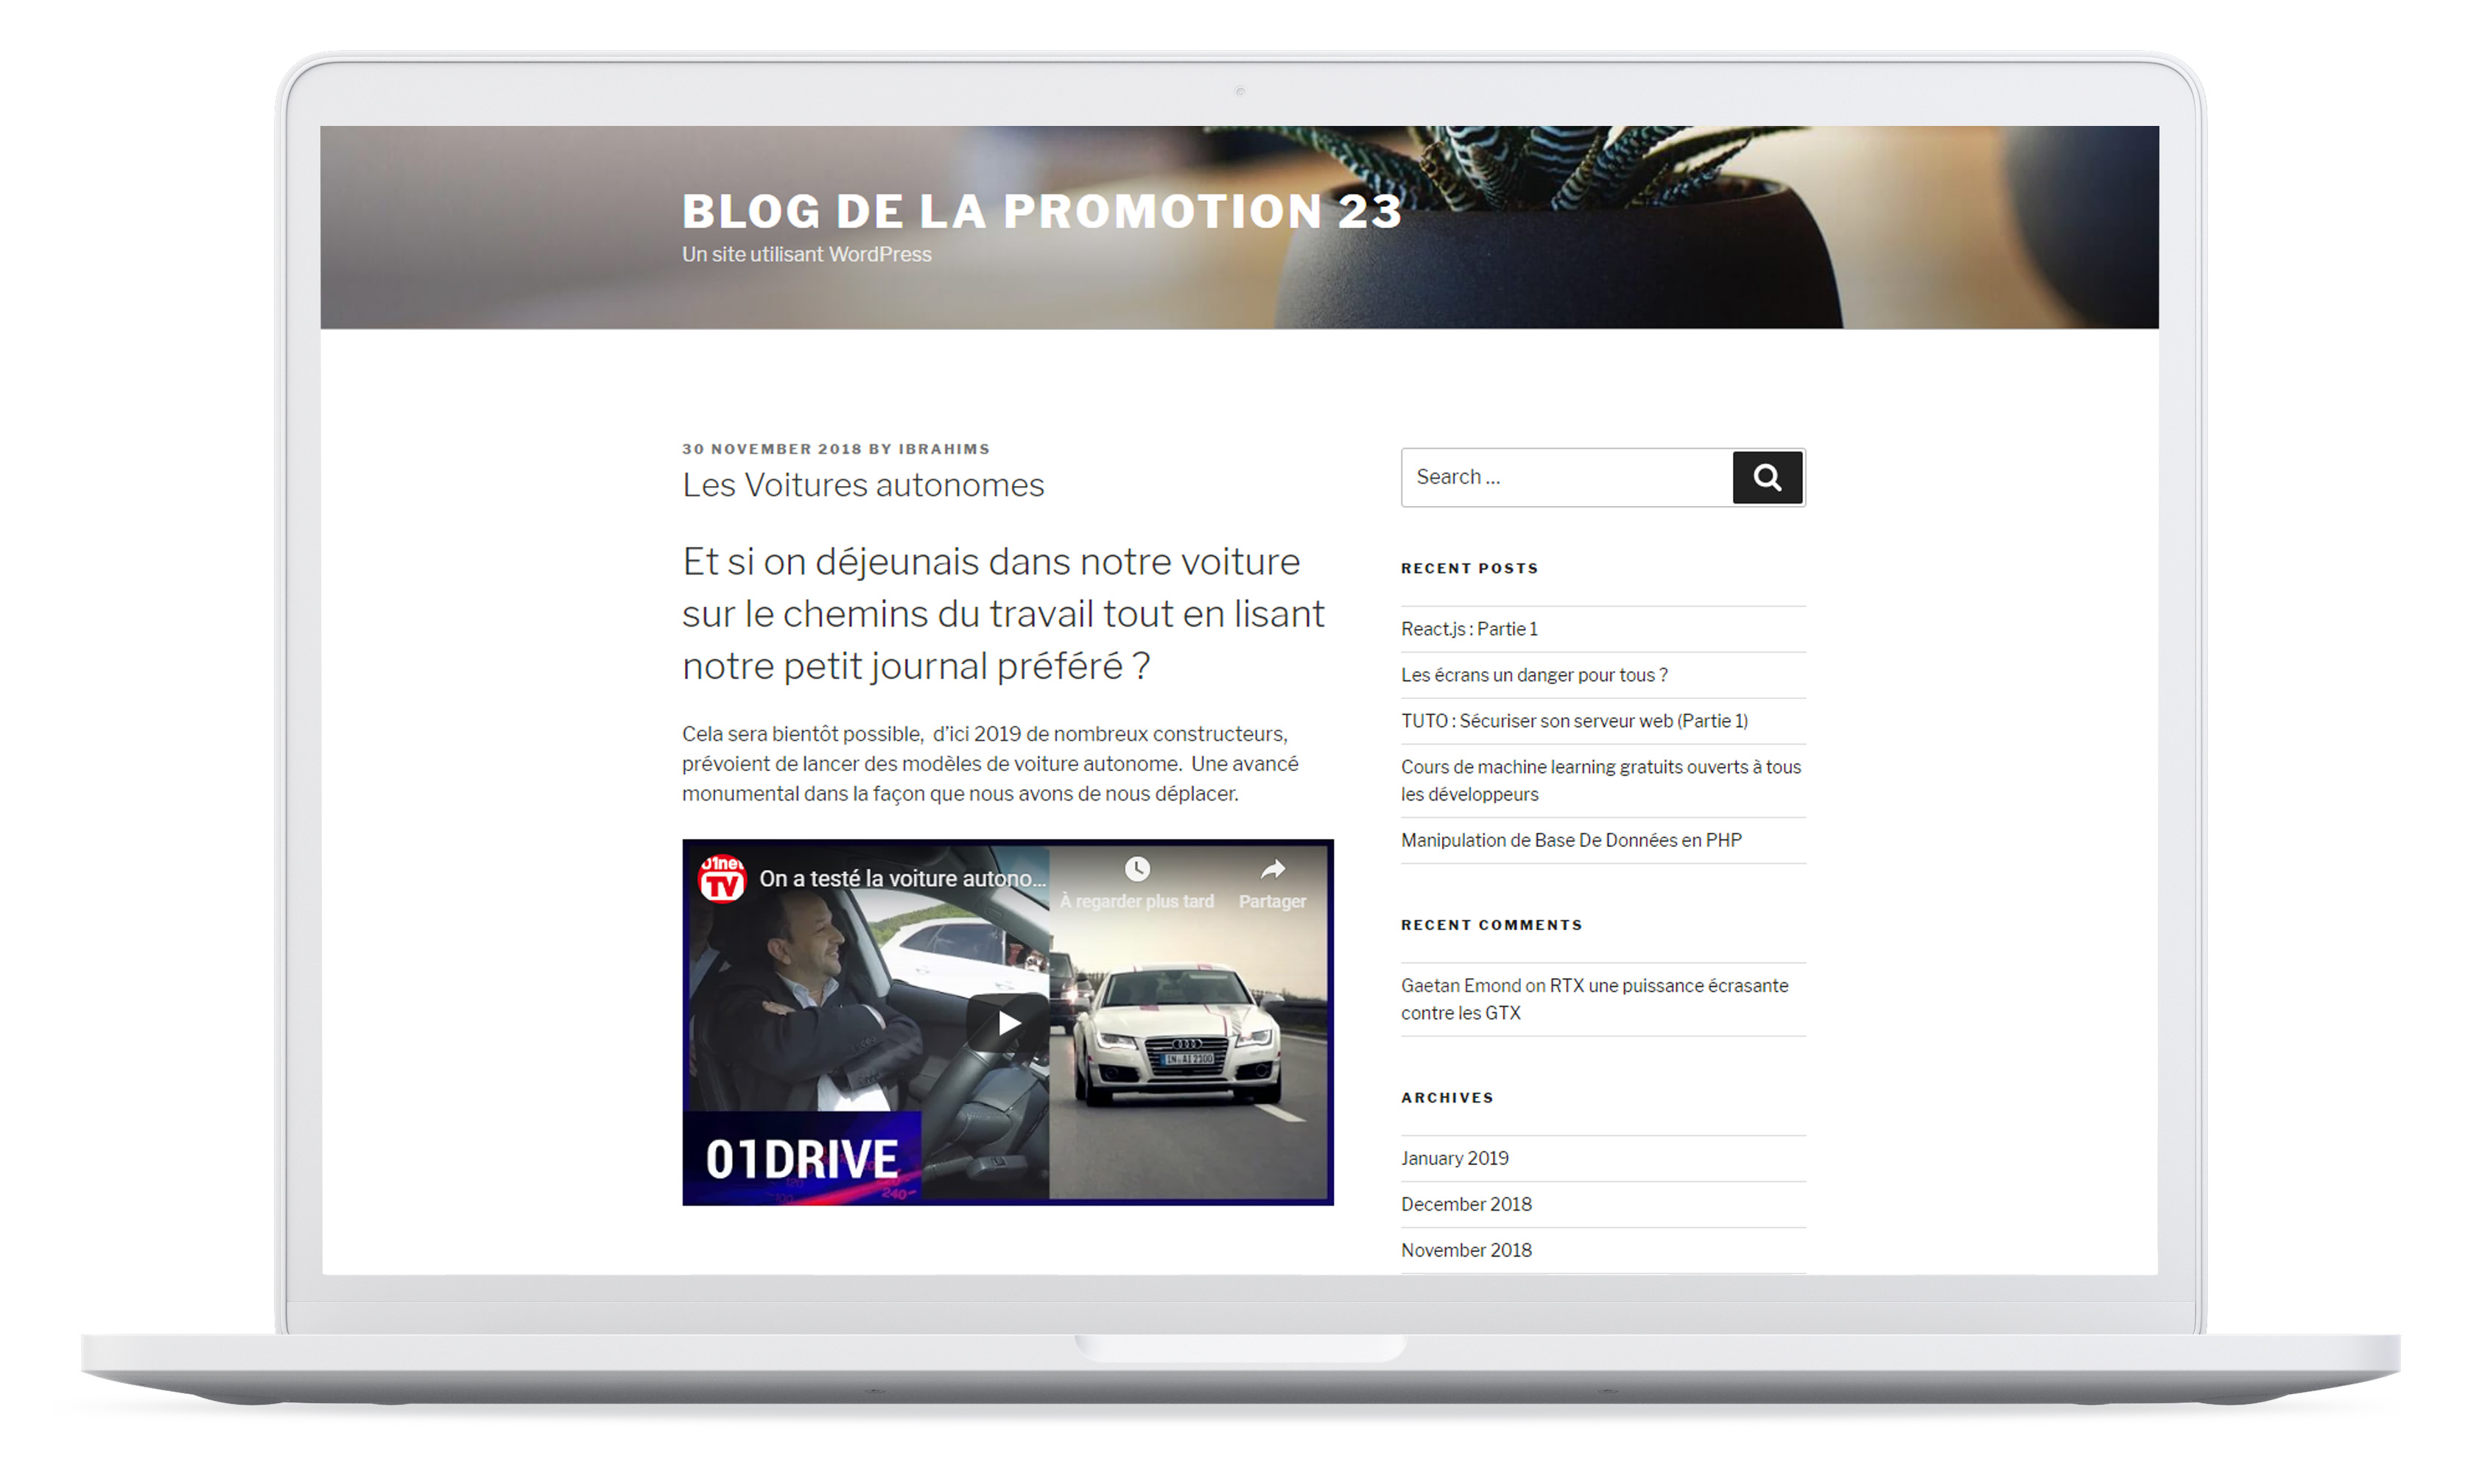 BLOG DE LA PROMOTION 23
Un site utilisant WordPress
30 NOVEMBER 2018 BY IBRAHIMS
Les Voitures autonomes
Et si on déjeunais dans notre voiture
sur le chemins du travail tout en lisant
notre petit journal préféré ?
Cela sera bientôt possible,  d'ici 2019 de nombreux constructeurs,
prévoient de lancer des modèles de voiture autonome.  Une avancé
monumental dans la façon que nous avons de nous déplacer.
01net
TV
On a testé la voiture autono...
À regarder plus tard
Partager
IN-AI 2100
01DRIVE
240
Search ...
RECENT POSTS
React.js : Partie 1
Les écrans un danger pour tous ?
TUTO : Sécuriser son serveur web (Partie 1)
Cours de machine learning gratuits ouverts à tous
les développeurs
Manipulation de Base De Données en PHP
RECENT COMMENTS
Gaetan Emond on RTX une puissance écrasante
contre les GTX
ARCHIVES
January 2019
December 2018
November 2018